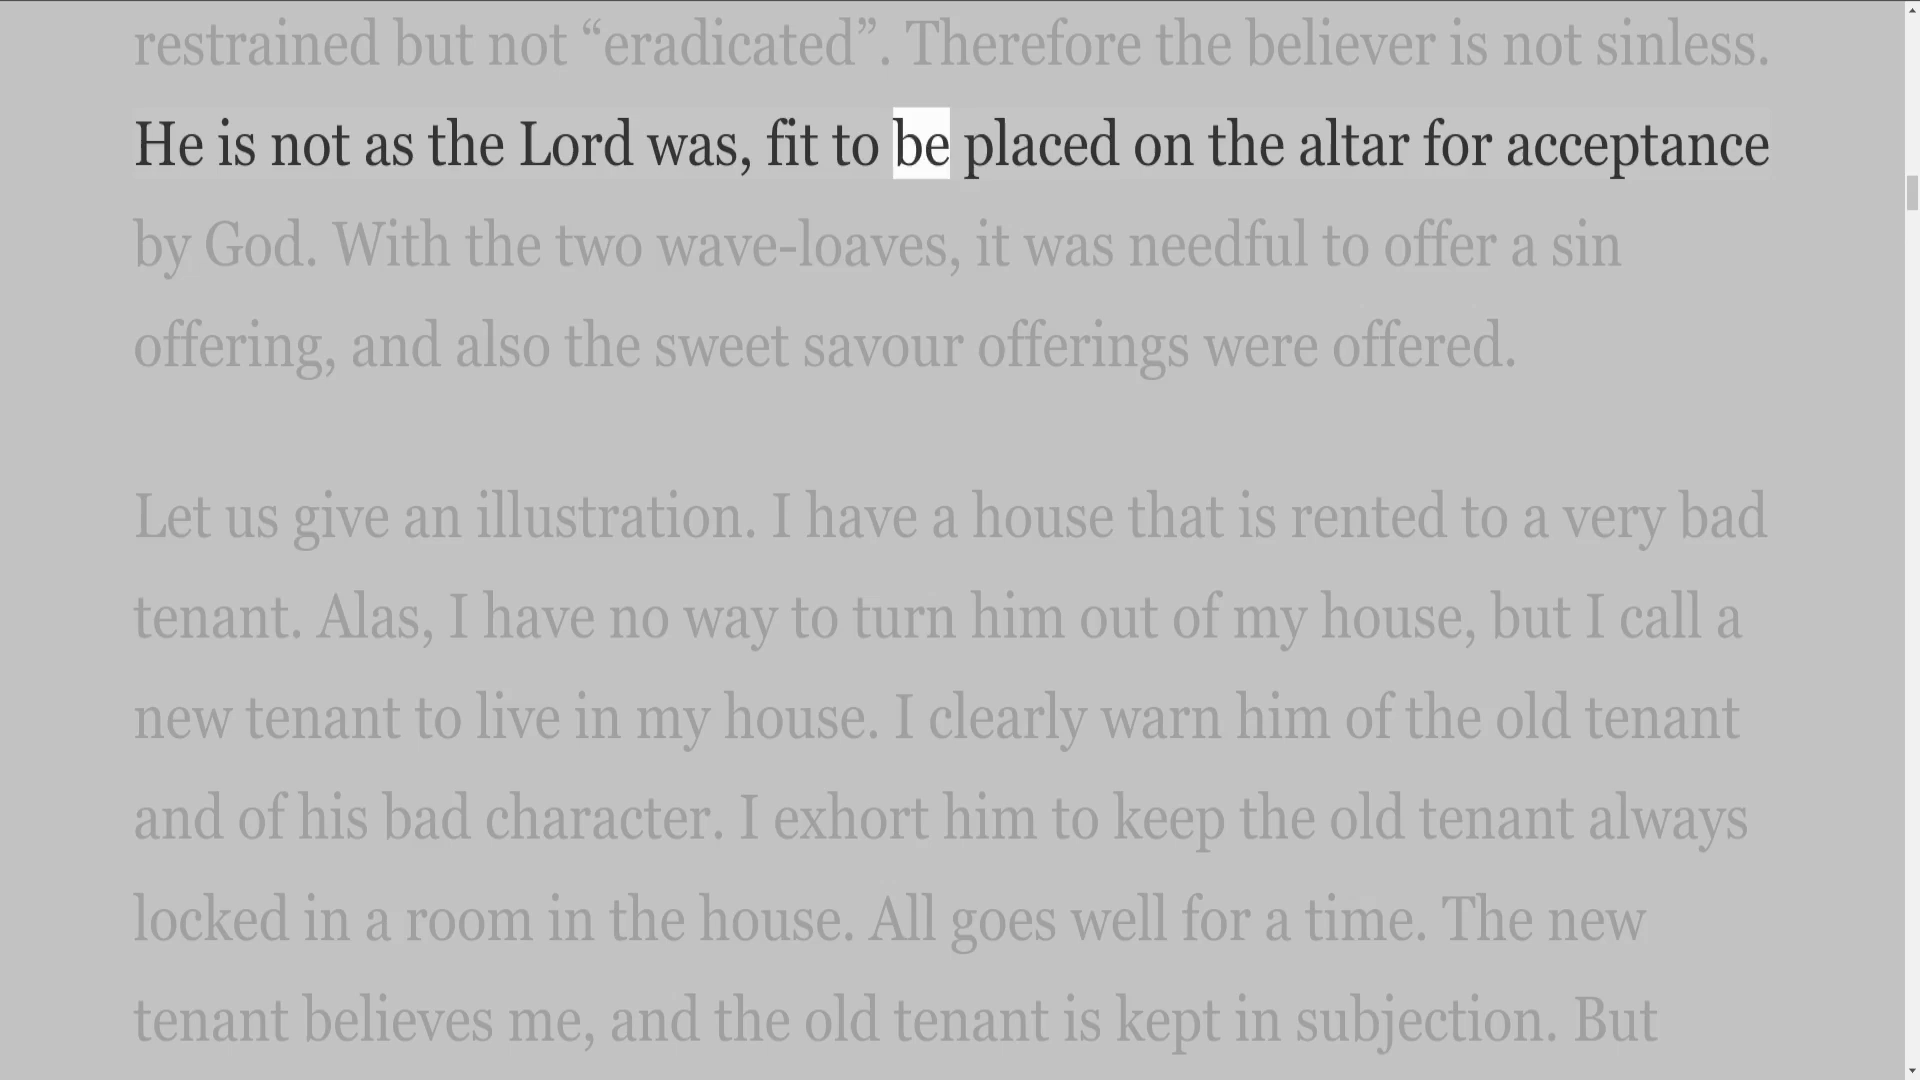 restrained but not “eradicated”. Therefore the believer is not sinless.
He is not as the Lord was, fit to be placed on the altar for acceptance
by God. With the two wave-loaves, it was needful to offer a sin
offering, and also the sweet savour offerings were offered.
Let us give an illustration. I have a house that is rented to a very bad
tenant. Alas, I have no way to turn him out of my house, but I call a
new tenant to live in my house. I clearly warn him of the old tenant
and of his bad character. I exhort him to keep the old tenant always
locked in a room in the house. All goes well for a time. The new
tenant believes me, and the old tenant is kept in subjection. But